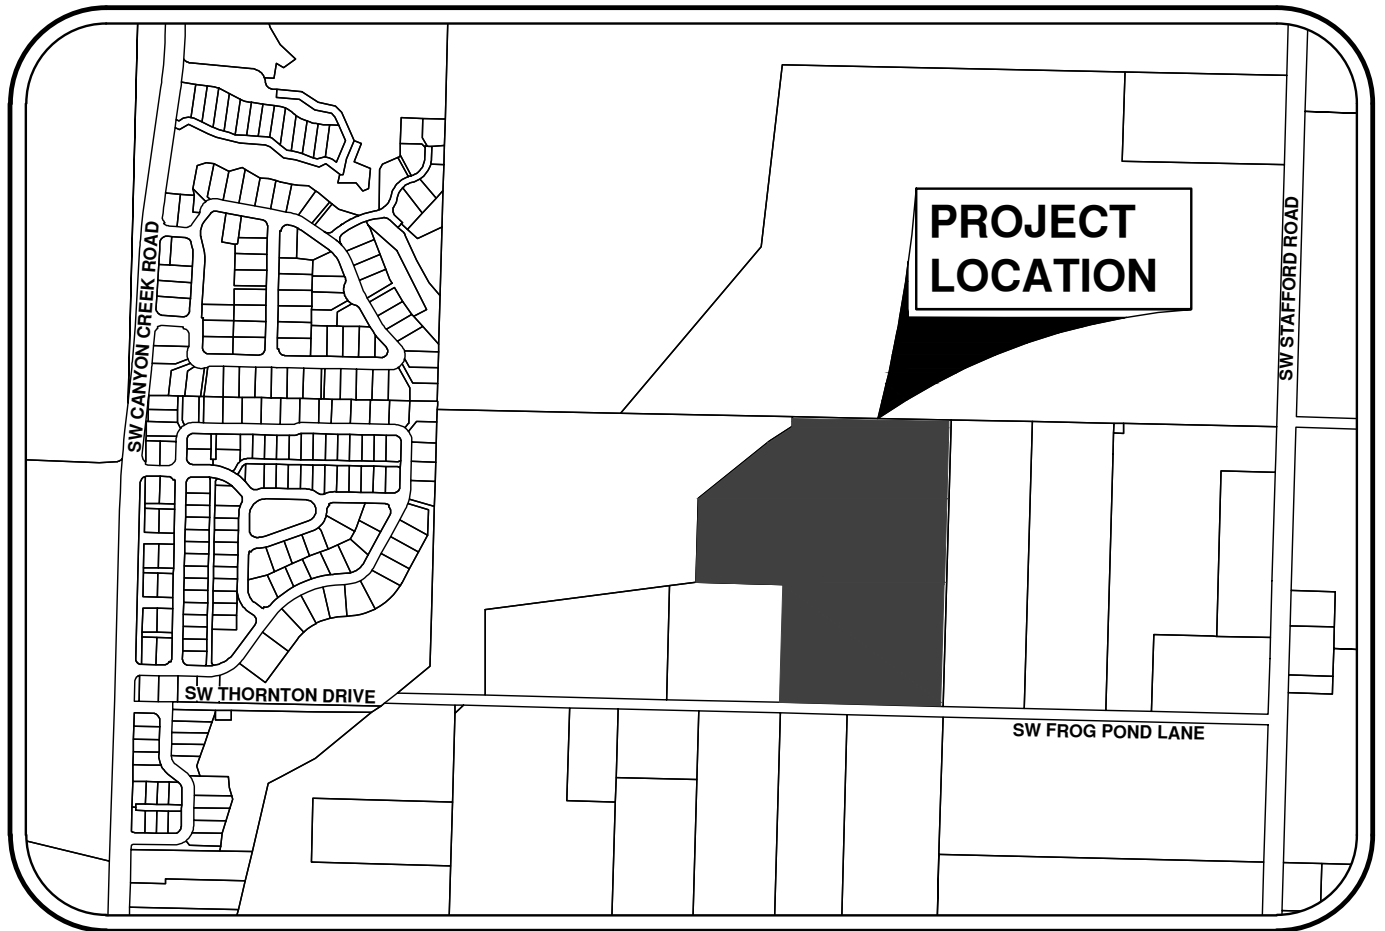 PROJECT
LOCATION
SW CANYON CREEK ROAD
SW STAFFORD ROAD
SW THORNTON DRIVE
SW FROG POND LANE